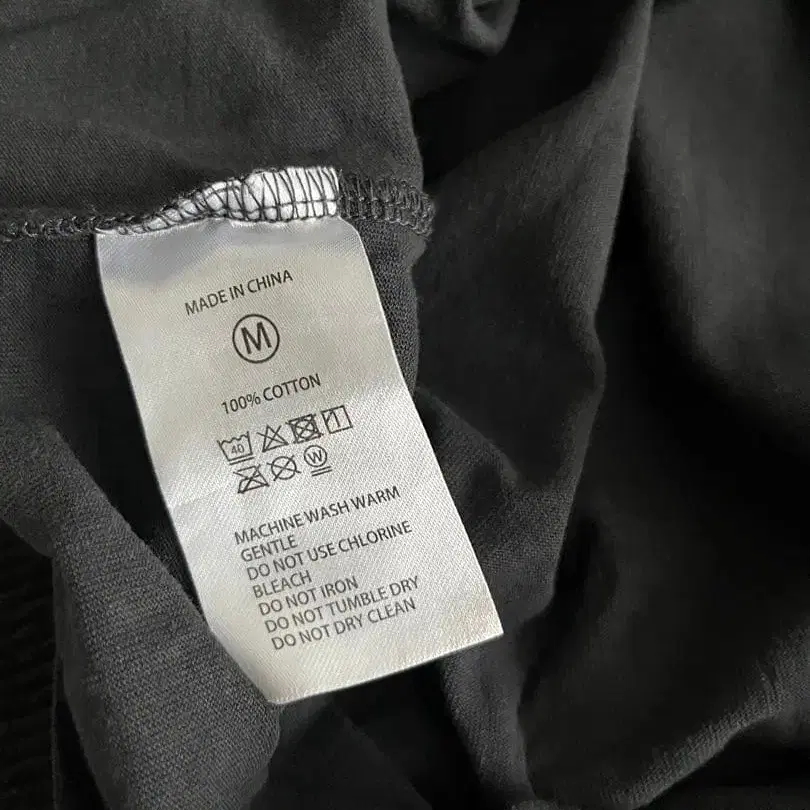 MADE IN CHINA
M
100% COTTON
40
W
MACHINE WASH WARM
GENTLE
DO NOT USE CHLORINE
BLEACH
DO NOT IRON
DO NOT TUMBLE DRY
DO NOT DRY CLEAN